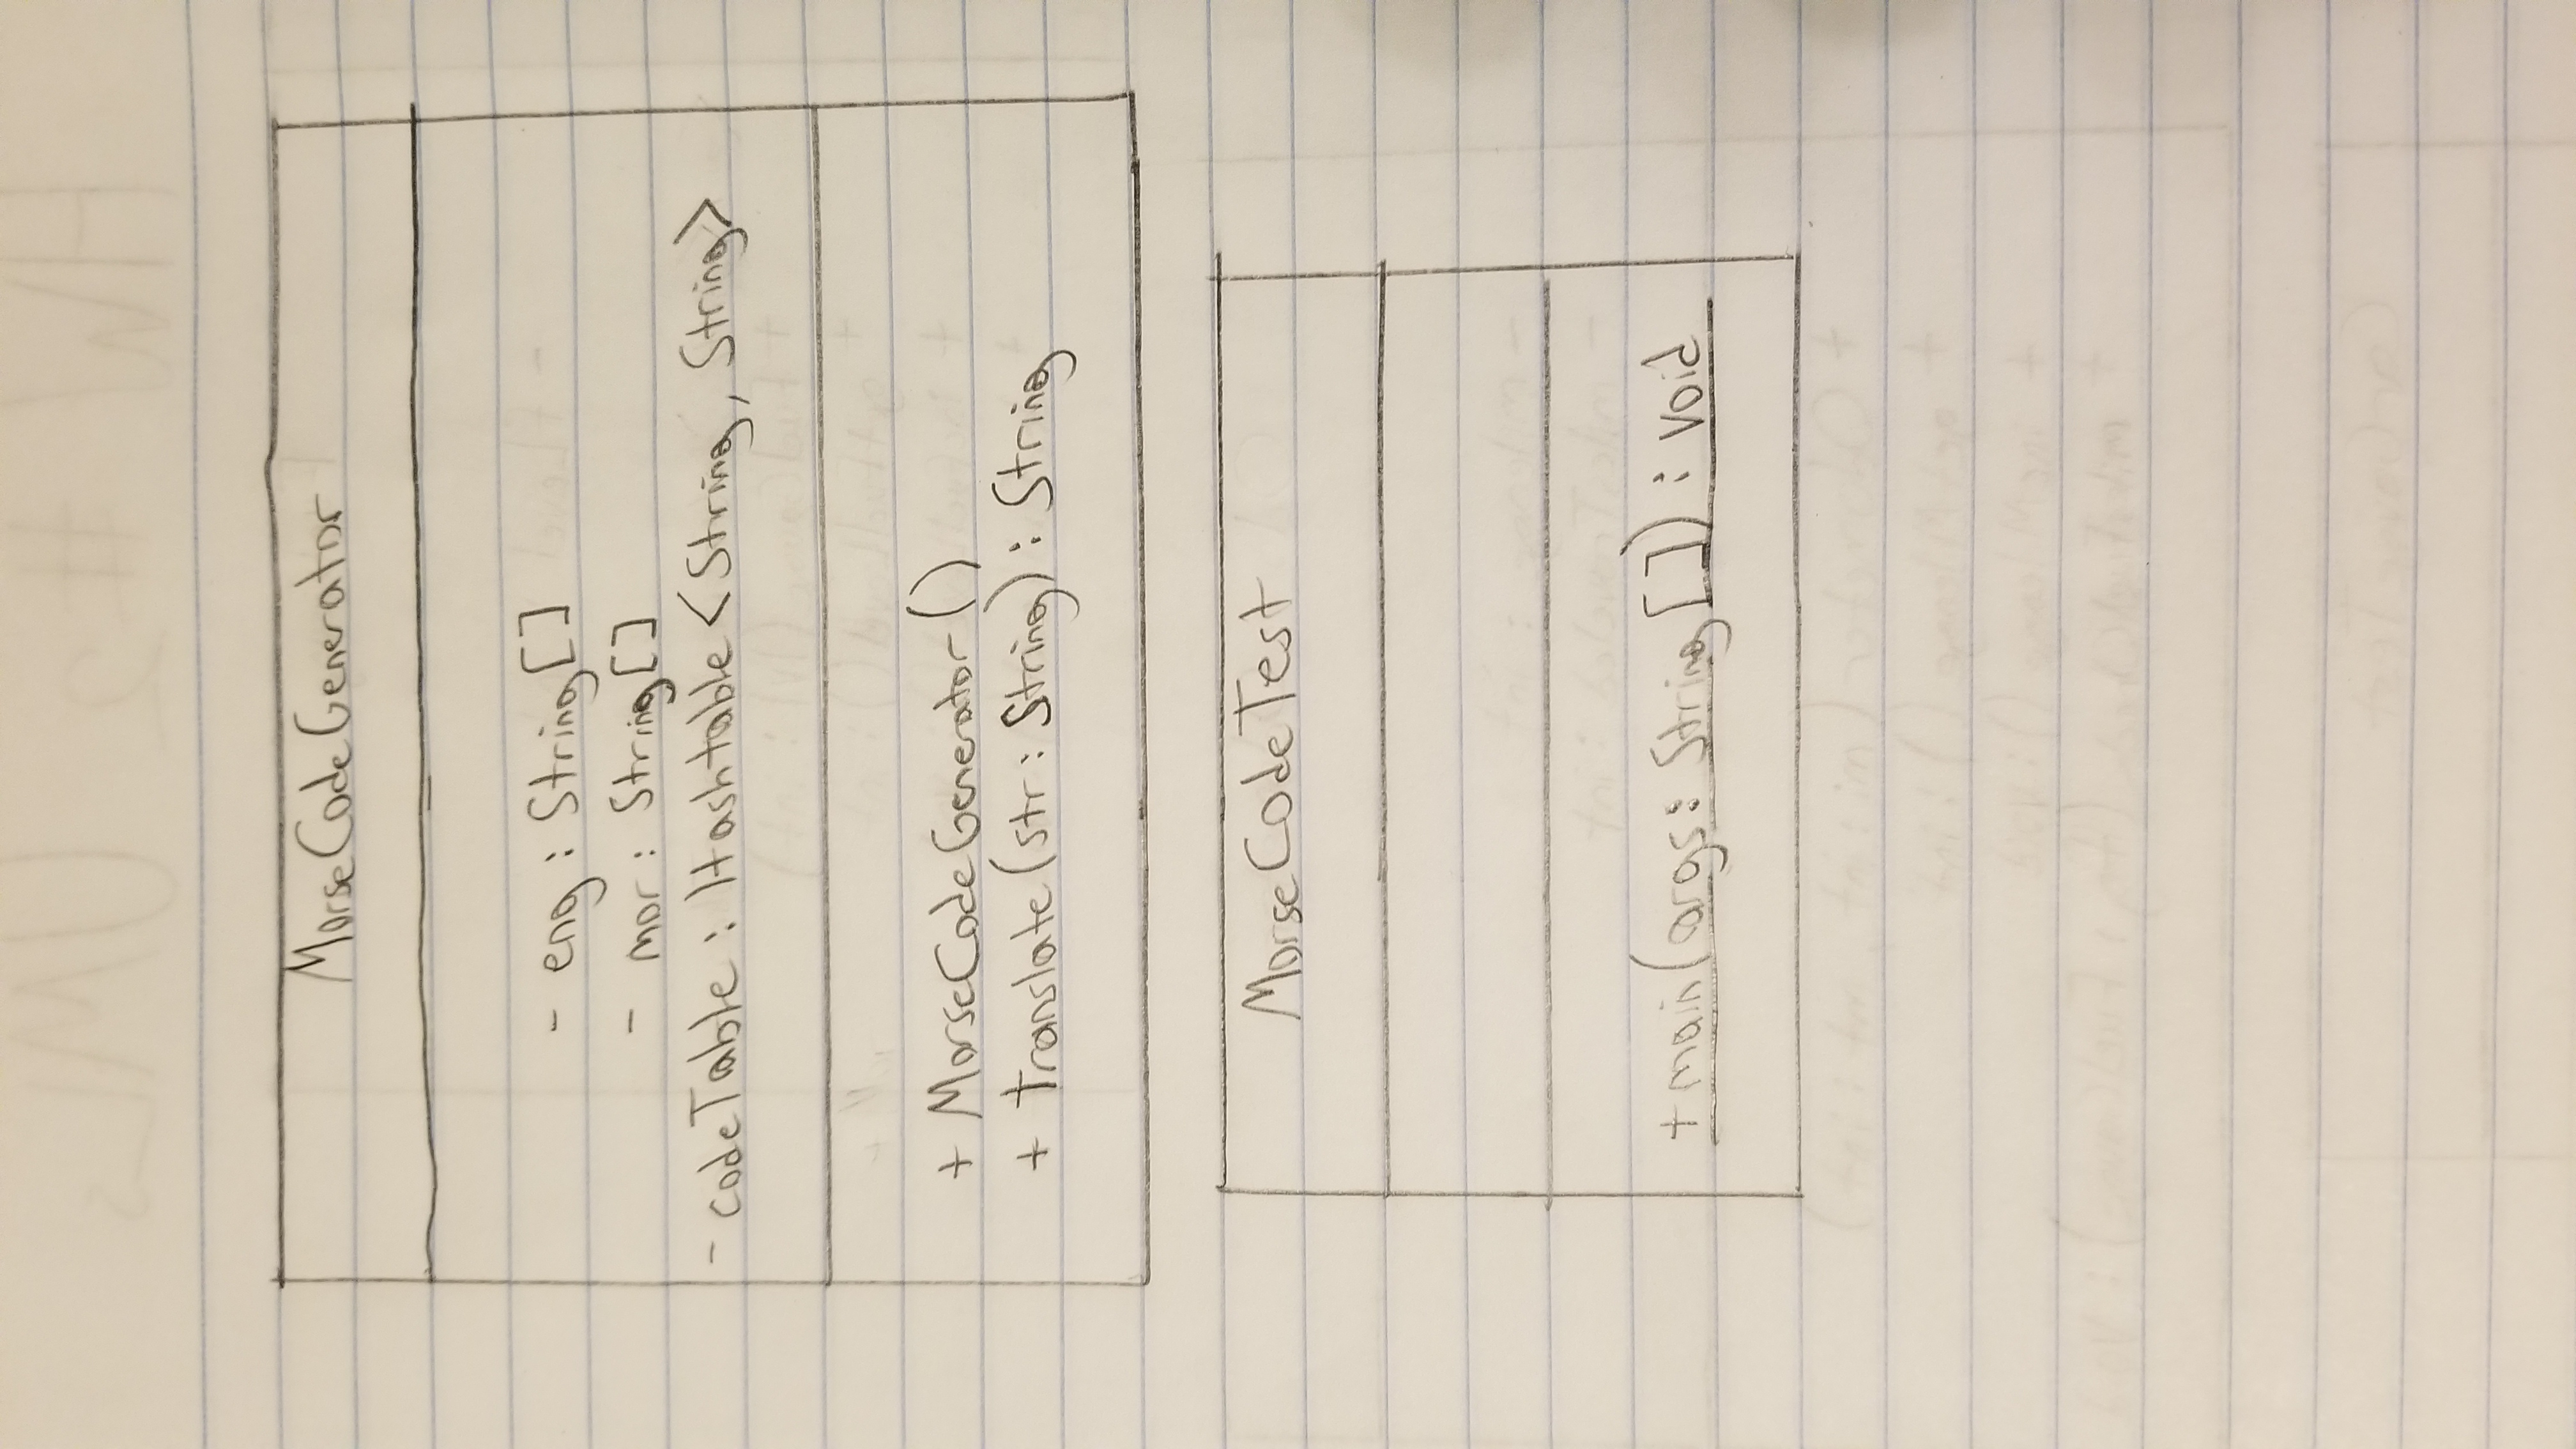 MorseCodeGenerator
- eng : String[]
- mor : String[]
- codeTable : Hashtable<String, String>
+ MorseCodeGenerator()
+ translate(str: String) : String
MorseCodeTest
+ main(args: String[]) : void